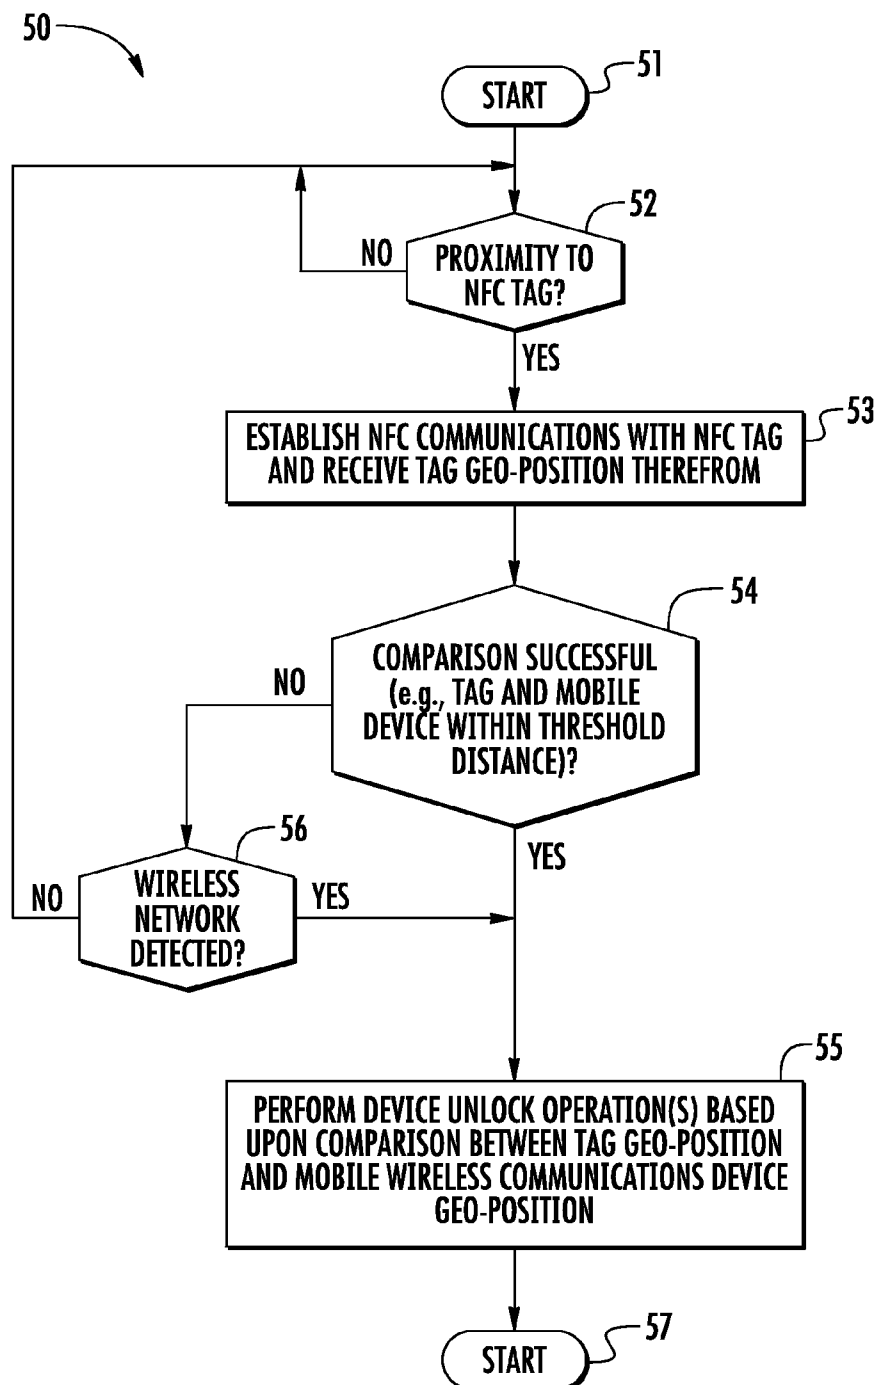 50
START
51
PROXIMITY TO
NFC TAG?
52
NO
YES
ESTABLISH NFC COMMUNICATIONS WITH NFC TAG
AND RECEIVE TAG GEO-POSITION THEREFROM
53
COMPARISON SUCCESSFUL
(e.g., TAG AND MOBILE
DEVICE WITHIN THRESHOLD
DISTANCE)?
54
NO
YES
WIRELESS
NETWORK
DETECTED?
56
NO
YES
PERFORM DEVICE UNLOCK OPERATION(S) BASED
UPON COMPARISON BETWEEN TAG GEO-POSITION
AND MOBILE WIRELESS COMMUNICATIONS DEVICE
GEO-POSITION
55
START
57